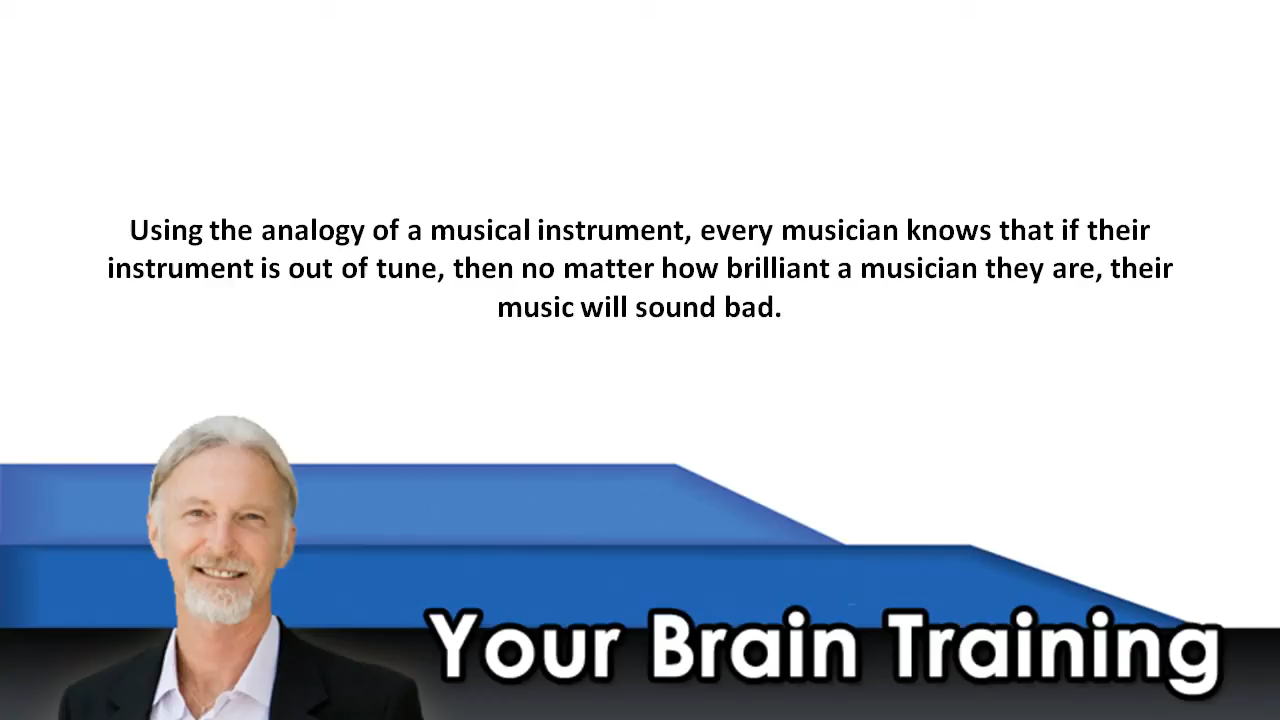 Using the analogy of a musical instrument, every musician knows that if their
instrument is out of tune, then no matter how brilliant a musician they are, their
music will sound bad.
Your Brain Training